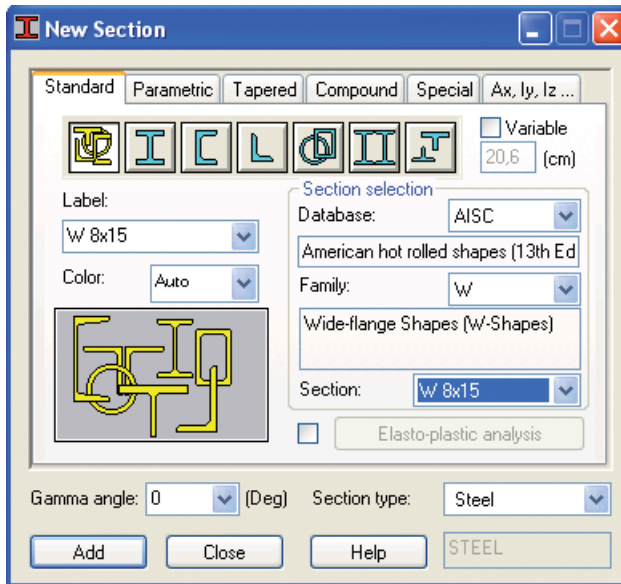 New Section
Standard Parametric Tapered Compound Special Ax, Iy, Iz ...
Variable
20,6 (cm)
Label:
W 8x15
Color: Auto
Section selection
Database: AISC
American hot rolled shapes (13th Ed
Family: W
Wide-flange Shapes (W-Shapes)
Section: W 8x15
Elasto-plastic analysis
Gamma angle: 0 (Deg) Section type: Steel
Add Close Help STEEL